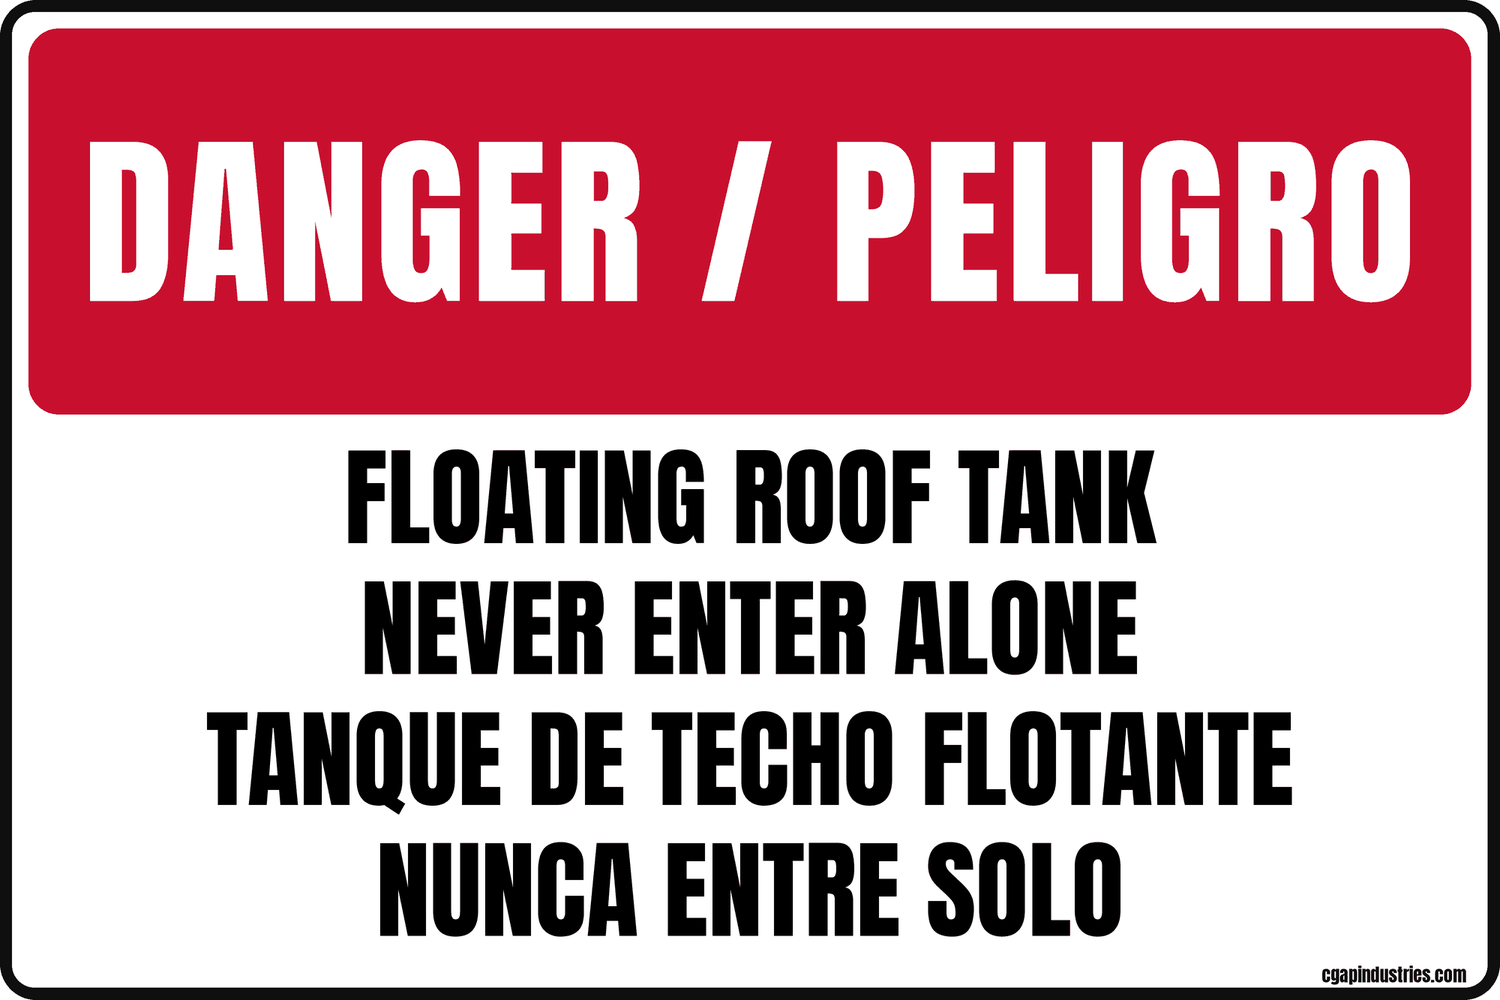 DANGER / PELIGRO
FLOATING ROOF TANK
NEVER ENTER ALONE
TANQUE DE TECHO FLOTANTE
NUNCA ENTRE SOLO
cgapindustries.com